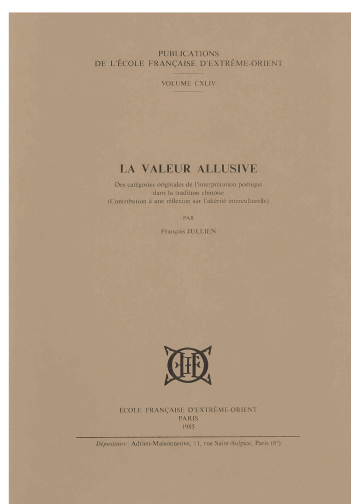 PUBLICATIONS
DE L'ÉCOLE FRANÇAISE D'EXTRÊME-ORIENT
VOLUME CXLIV
LA VALEUR ALLUSIVE
Des catégories originales de l'interprétation poétique
dans la tradition chinoise
(Contribution à une réflexion sur l'altérité interculturelle)
PAR
François JULLIEN
ÉCOLE FRANÇAISE D'EXTRÊME-ORIENT
PARIS
1985
Dépositaire: Adrien-Maisonneuve, 11, rue Saint-Sulpice, Paris (6e)